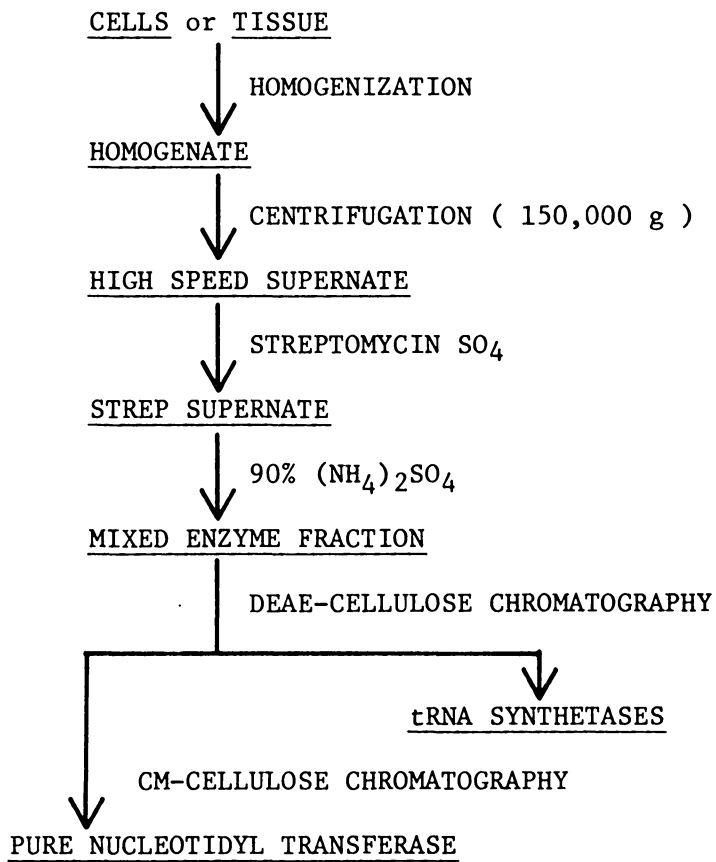 CELLS or TISSUE
HOMOGENIZATION
HOMOGENATE
CENTRIFUGATION ( 150,000 g )
HIGH SPEED SUPERNATE
STREPTOMYCIN SO4
STREP SUPERNATE
90% (NH4)2SO4
MIXED ENZYME FRACTION
DEAE-CELLULOSE CHROMATOGRAPHY
tRNA SYNTHETASES
CM-CELLULOSE CHROMATOGRAPHY
PURE NUCLEOTIDYL TRANSFERASE